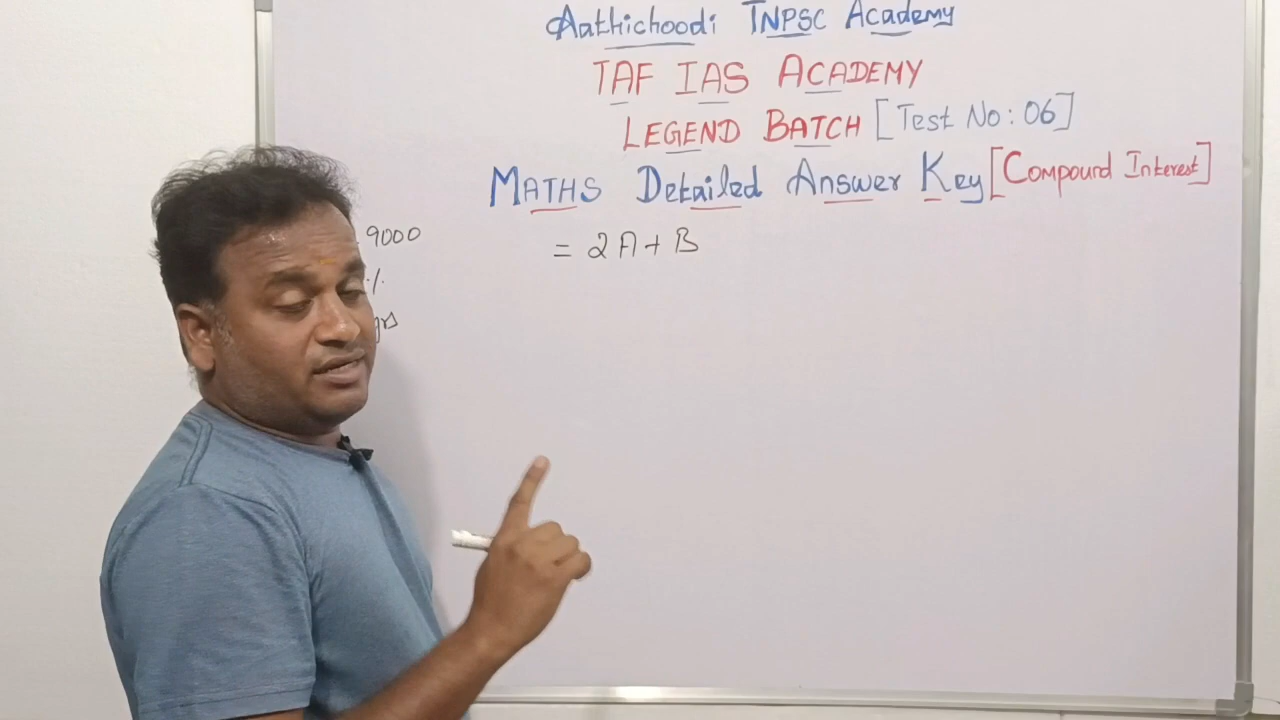 Aathichoodi TNPSC Academy
TAF IAS ACADEMY
LEGEND BATCH [Test No: 06]
MATHS Detailed Answer Key [Compound Interest]
9000
= 2A + B
%
yrs